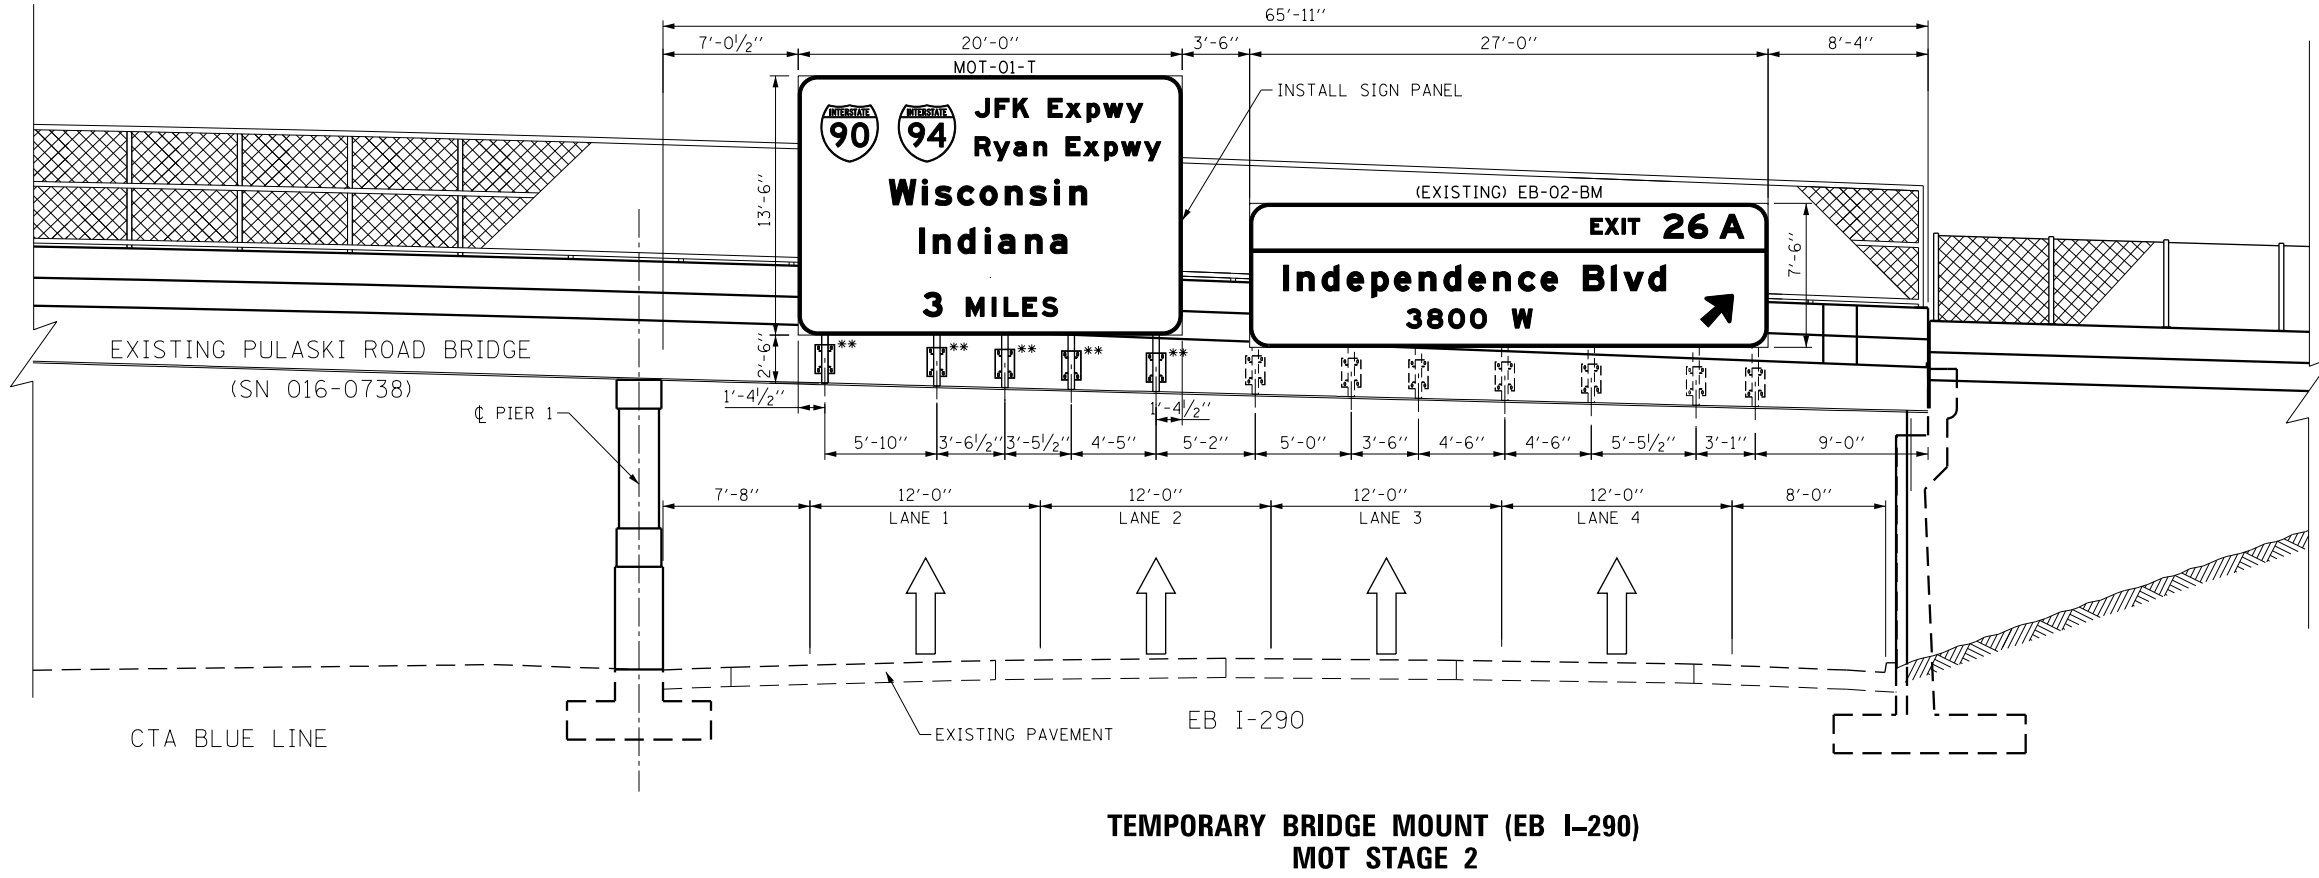 65'-11"
7'-0½" 20'-0" 3'-6" 27'-0" 8'-4"
MOT-01-T
INSTALL SIGN PANEL
INTERSTATE 90 INTERSTATE 94 JFK Expwy
Ryan Expwy
Wisconsin
Indiana
3 MILES
13'-6"
2'-6"
(EXISTING) EB-02-BM
EXIT 26 A
Independence Blvd
3800 W
7'-6"
EXISTING PULASKI ROAD BRIDGE
(SN 016-0738)
** ** ** ** **
℄ PIER 1
1'-4½" 1'-4½"
5'-10" 3'-6½" 3'-5½" 4'-5" 5'-2" 5'-0" 3'-6" 4'-6" 4'-6" 5'-5½" 3'-1" 9'-0"
7'-8" 12'-0" 12'-0" 12'-0" 12'-0" 8'-0"
LANE 1 LANE 2 LANE 3 LANE 4
CTA BLUE LINE
EXISTING PAVEMENT
EB I-290
TEMPORARY BRIDGE MOUNT (EB I-290)
MOT STAGE 2